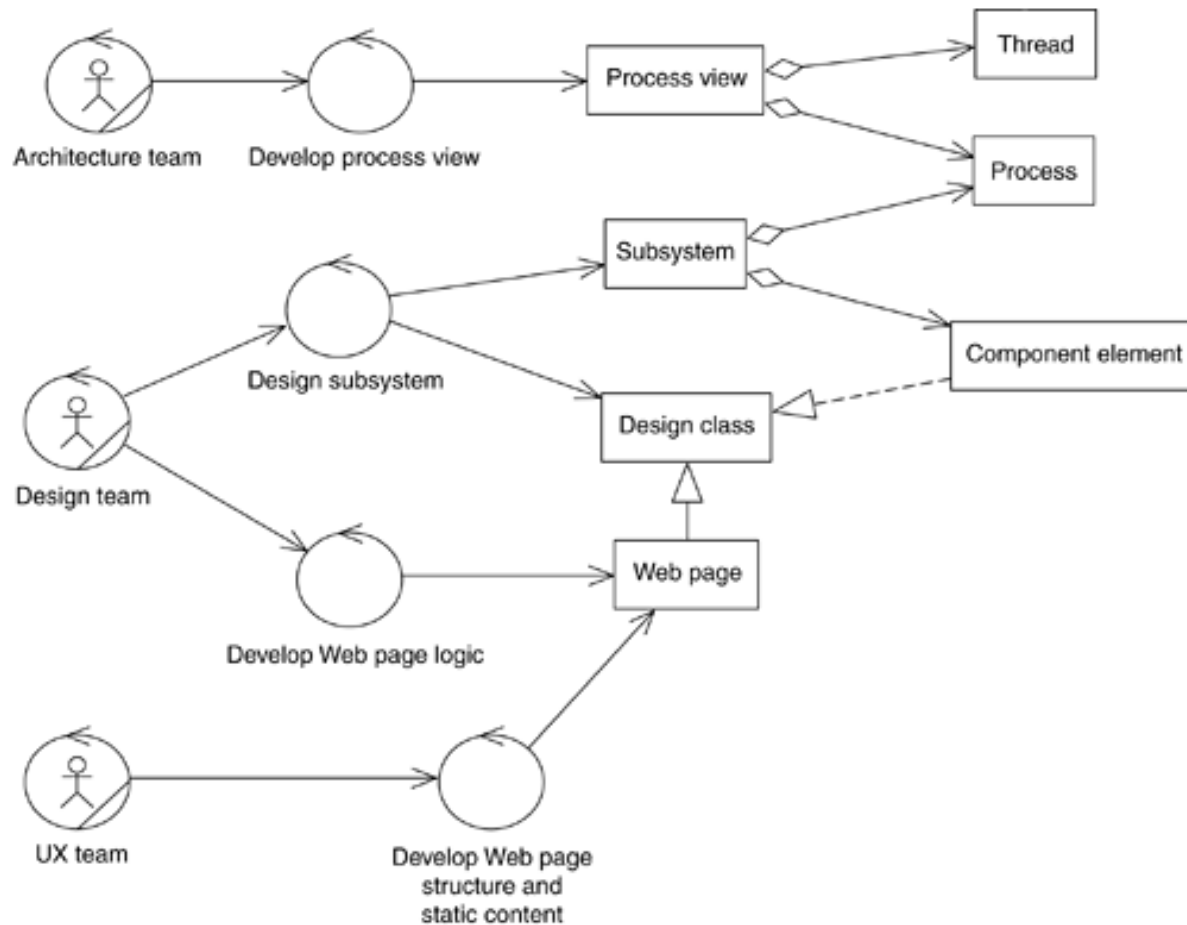 Thread
Process view
Architecture team
Develop process view
Process
Subsystem
Component element
Design subsystem
Design class
Design team
Web page
Develop Web page logic
UX team
Develop Web page
structure and
static content